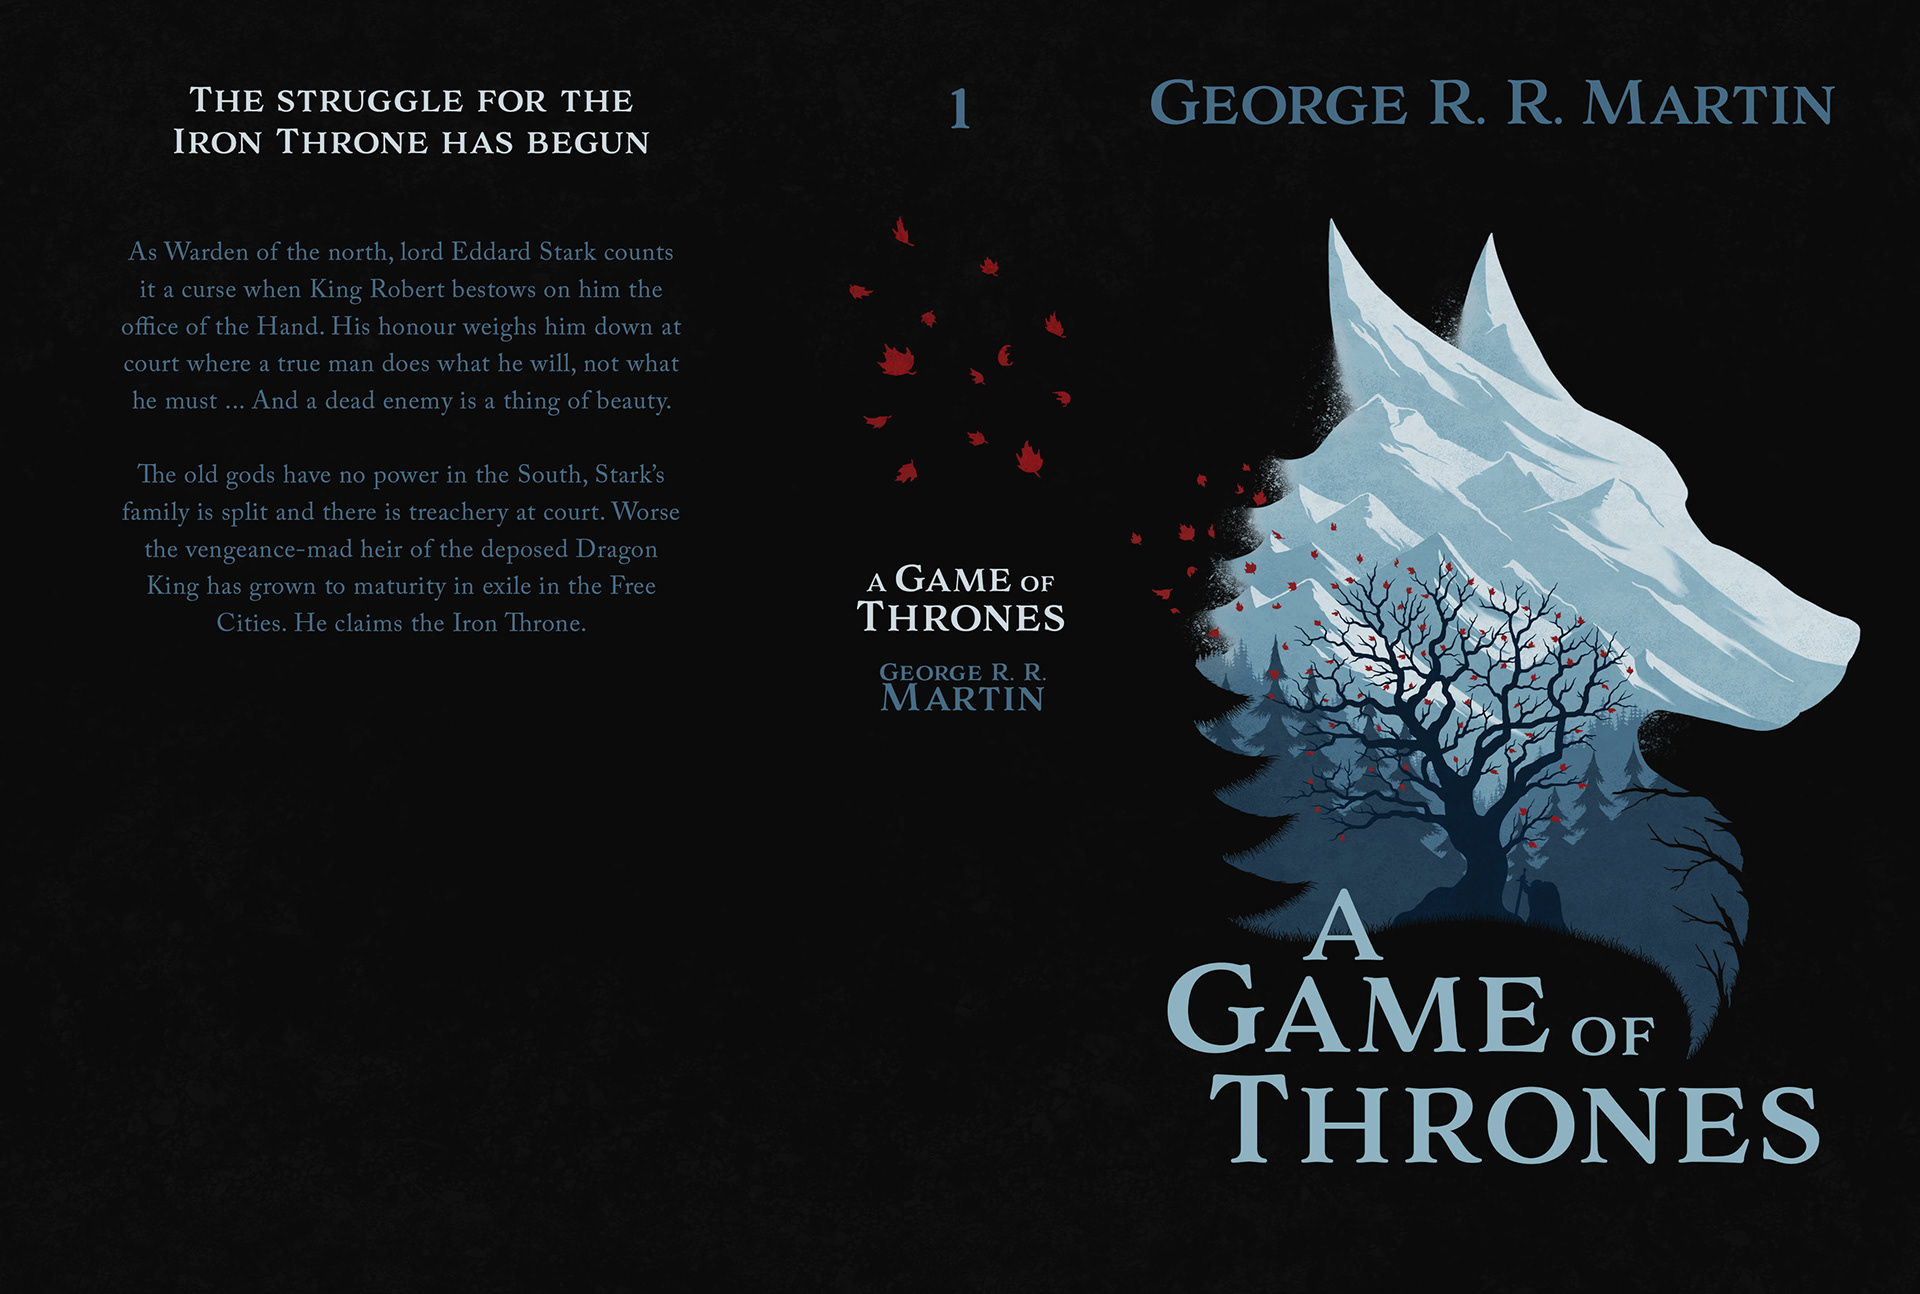 THE STRUGGLE FOR THE
IRON THRONE HAS BEGUN
As Warden of the north, lord Eddard Stark counts
it a curse when King Robert bestows on him the
office of the Hand. His honour weighs him down at
court where a true man does what he will, not what
he must ... And a dead enemy is a thing of beauty.
The old gods have no power in the South, Stark’s
family is split and there is treachery at court. Worse
the vengeance-mad heir of the deposed Dragon
King has grown to maturity in exile in the Free
Cities. He claims the Iron Throne.
1
A GAME OF
THRONES
GEORGE R. R.
MARTIN
GEORGE R. R. MARTIN
A
GAME OF
THRONES